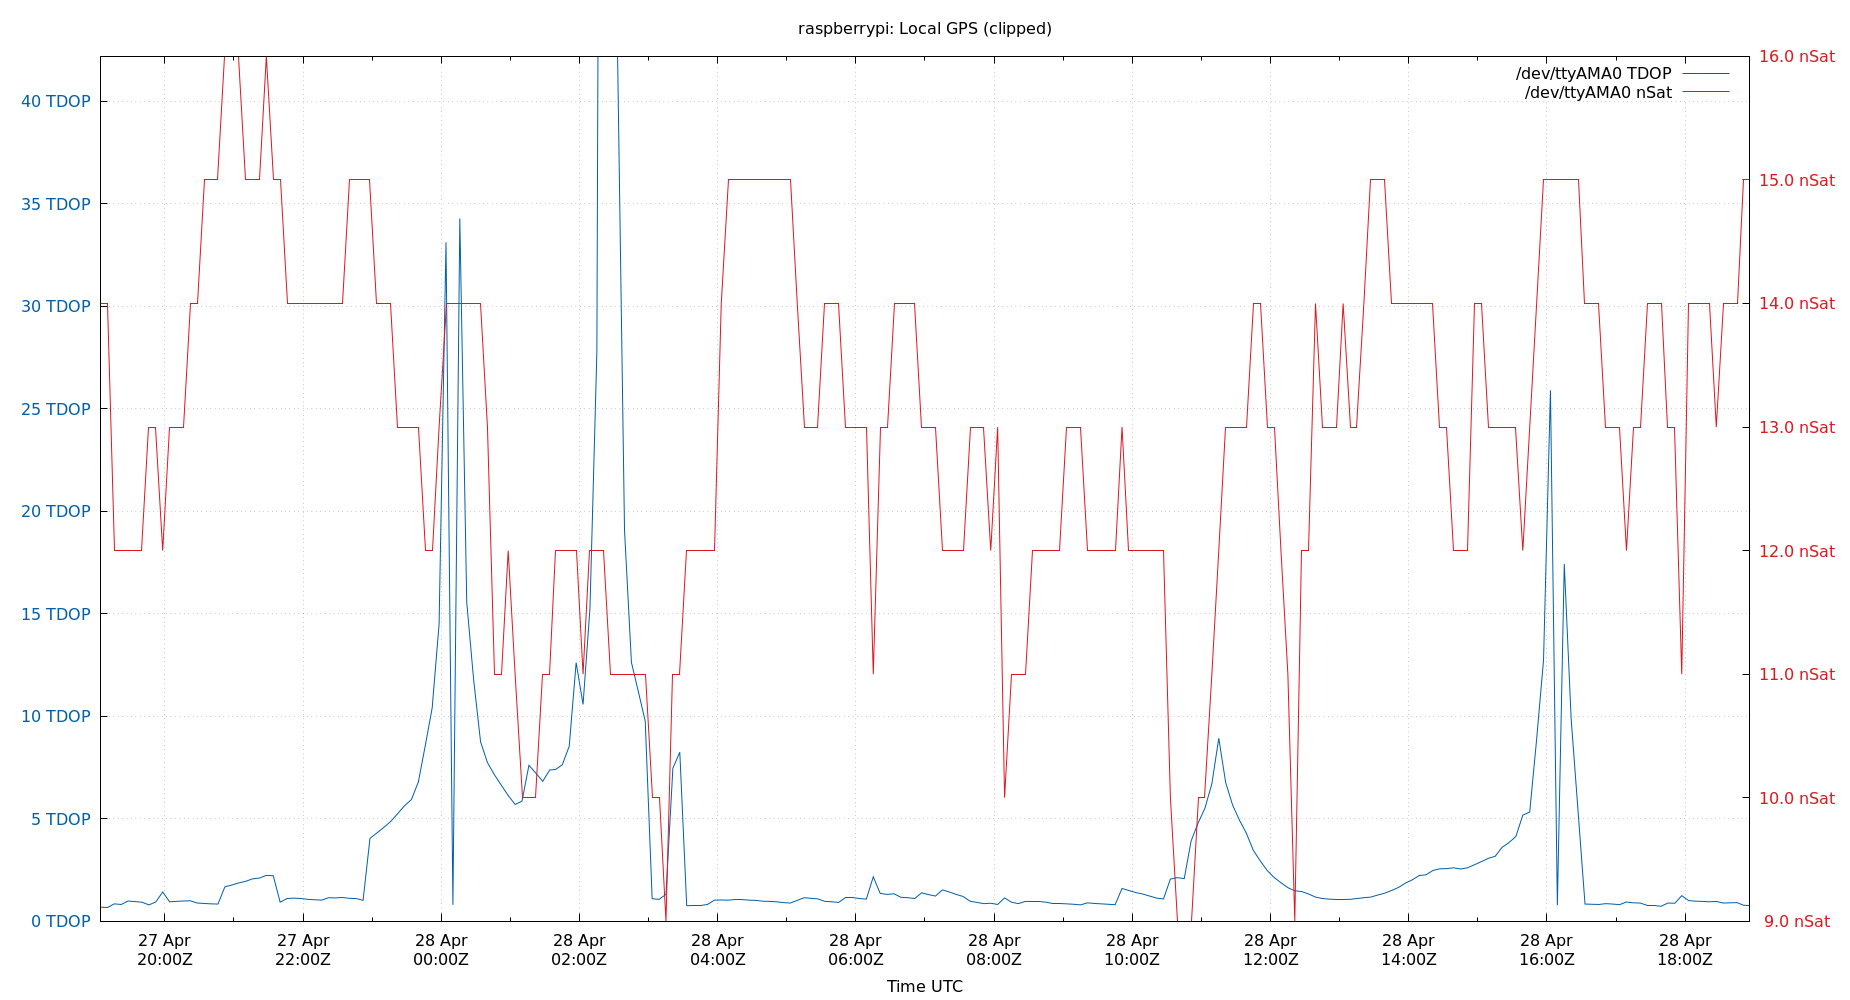 raspberrypi: Local GPS (clipped)
/dev/ttyAMA0 TDOP
/dev/ttyAMA0 nSat
40 TDOP
35 TDOP
30 TDOP
25 TDOP
20 TDOP
15 TDOP
10 TDOP
5 TDOP
0 TDOP
16.0 nSat
15.0 nSat
14.0 nSat
13.0 nSat
12.0 nSat
11.0 nSat
10.0 nSat
9.0 nSat
27 Apr
20:00Z
27 Apr
22:00Z
28 Apr
00:00Z
28 Apr
02:00Z
28 Apr
04:00Z
28 Apr
06:00Z
28 Apr
08:00Z
28 Apr
10:00Z
28 Apr
12:00Z
28 Apr
14:00Z
28 Apr
16:00Z
28 Apr
18:00Z
Time UTC